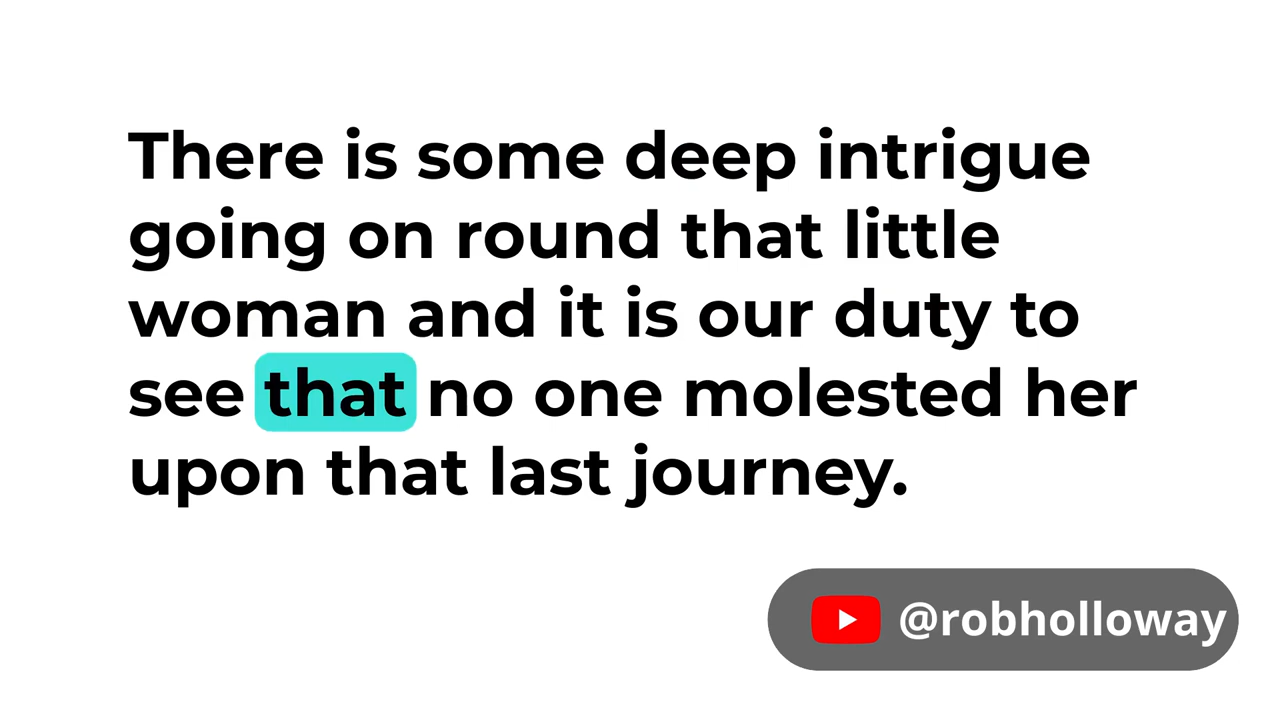 There is some deep intrigue
going on round that little
woman and it is our duty to
see that no one molested her
upon that last journey.
@robholloway